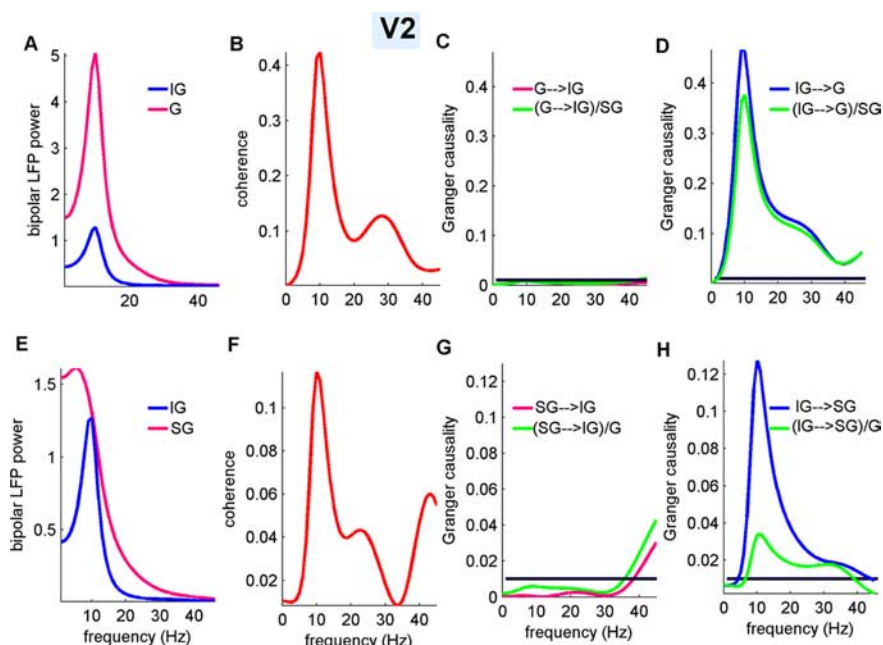 V2
A
B
C
D
bipolar LFP power
5
4
3
2
1
20
40
IG
G
coherence
0.4
0.3
0.2
0.1
0
10
20
30
40
Granger causality
0.4
0.3
0.2
0.1
0
0
10
20
30
40
G-->IG
(G-->IG)/SG
Granger causality
0.4
0.3
0.2
0.1
0
10
20
30
40
IG-->G
(IG-->G)/SG
E
F
G
H
bipolar LFP power
1.5
1
0.5
10
20
30
40
frequency (Hz)
IG
SG
coherence
0.1
0.08
0.06
0.04
0.02
0
10
20
30
40
frequency (Hz)
Granger causality
0.12
0.1
0.08
0.06
0.04
0.02
0
0
10
20
30
40
frequency (Hz)
SG-->IG
(SG-->IG)/G
Granger causality
0.12
0.1
0.08
0.06
0.04
0.02
0
10
20
30
40
frequency (Hz)
IG-->SG
(IG-->SG)/G